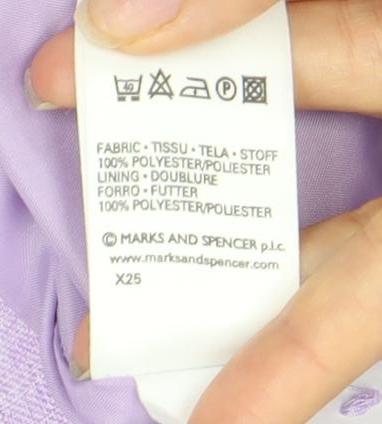 40 P
FABRIC • TISSU • TELA • STOFF
100% POLYESTER/POLIESTER
LINING • DOUBLURE
FORRO • FUTTER
100% POLYESTER/POLIESTER
© MARKS AND SPENCER p.l.c.
www.marksandspencer.com
X25